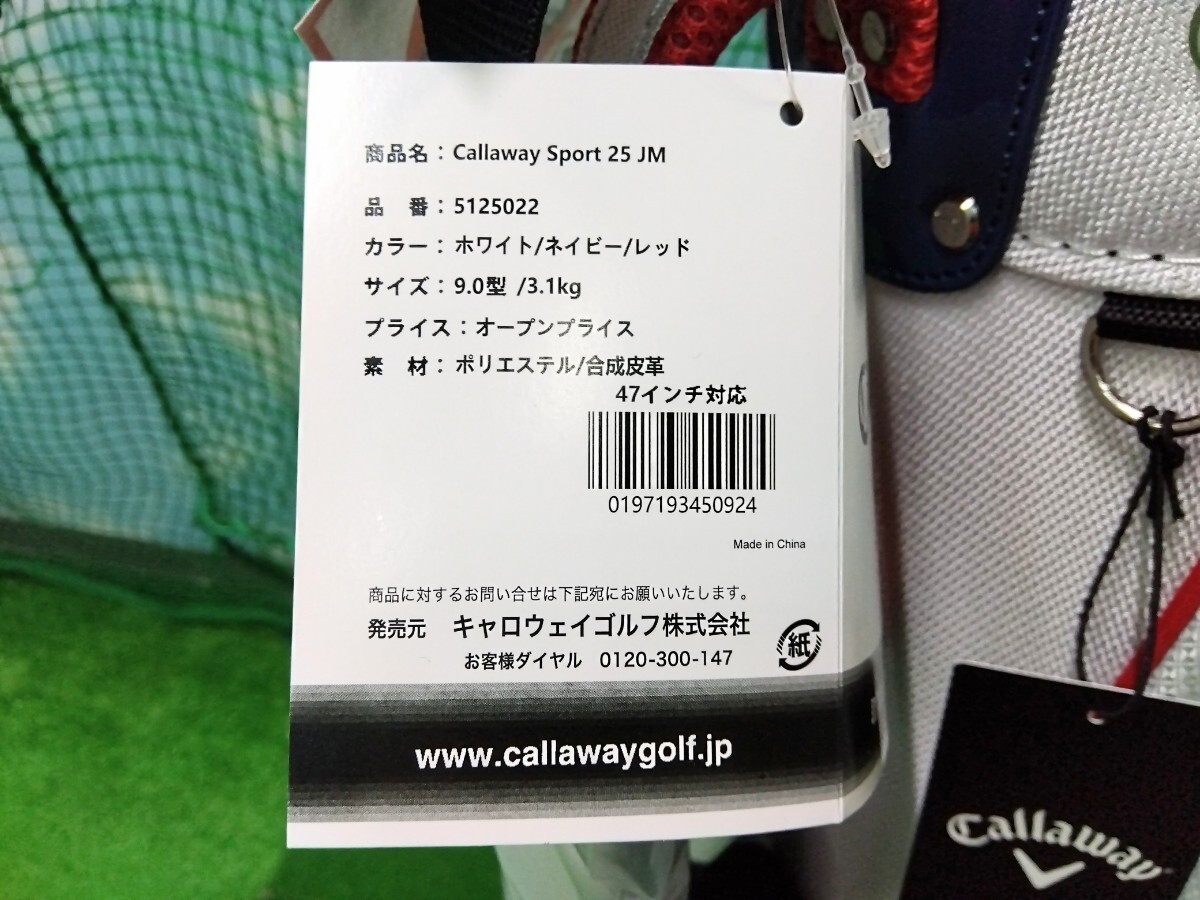 商品名：Callaway Sport 25 JM
品　番：5125022
カラー：ホワイト/ネイビー/レッド
サイズ：9.0型 /3.1kg
プライス：オープンプライス
素　材：ポリエステル/合成皮革
47インチ対応
0197193450924
Made in China
商品に対するお問い合せは下記宛にお願いいたします。
発売元　キャロウェイゴルフ株式会社
お客様ダイヤル　0120-300-147
紙
www.callawaygolf.jp
Callaway